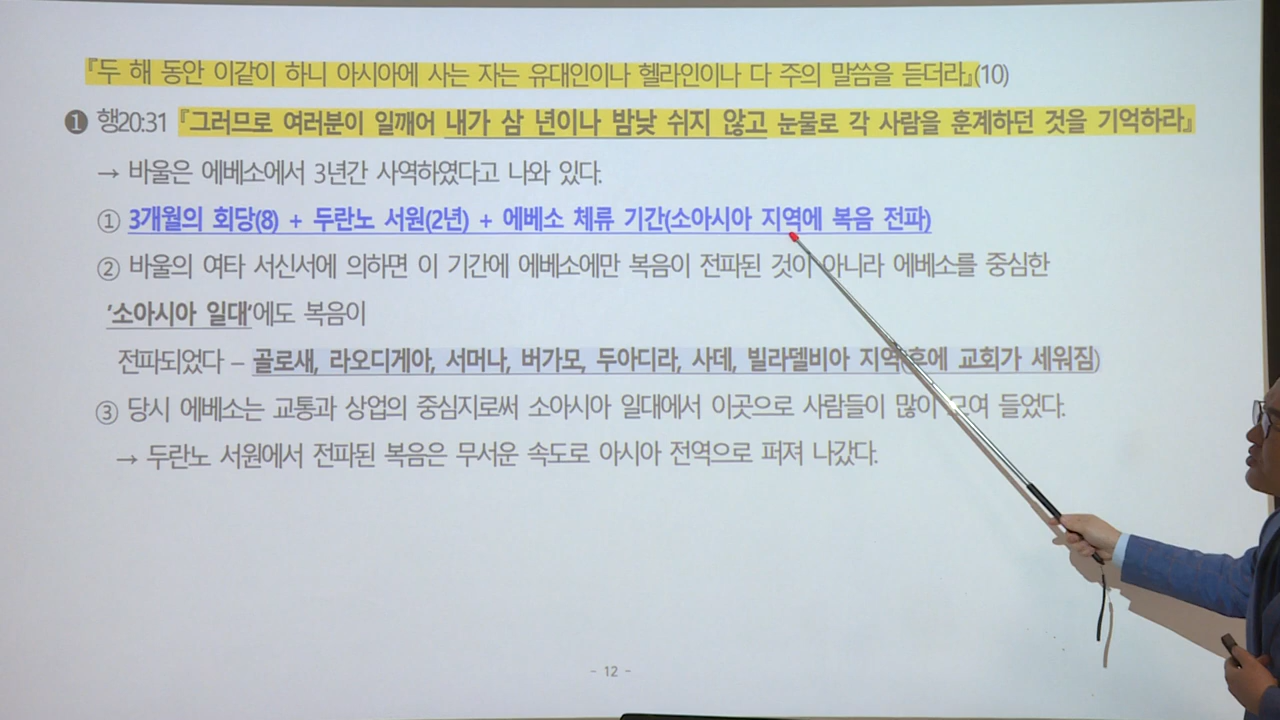 『두 해 동안 이같이 하니 아시아에 사는 자는 유대인이나 헬라인이나 다 주의 말씀을 듣더라』(10)
❶ 행20:31 『그러므로 여러분이 일깨어 내가 삼 년이나 밤낮 쉬지 않고 눈물로 각 사람을 훈계하던 것을 기억하라』
→ 바울은 에베소에서 3년간 사역하였다고 나와 있다.
① 3개월의 회당(8) + 두란노 서원(2년) + 에베소 체류 기간(소아시아 지역에 복음 전파)
② 바울의 여타 서신서에 의하면 이 기간에 에베소에만 복음이 전파된 것이 아니라 에베소를 중심한
'소아시아 일대'에도 복음이
전파되었다 – 골로새, 라오디게아, 서머나, 버가모, 두아디라, 사데, 빌라델비아 지역(후에 교회가 세워짐)
③ 당시 에베소는 교통과 상업의 중심지로써 소아시아 일대에서 이곳으로 사람들이 많이 모여 들었다.
→ 두란노 서원에서 전파된 복음은 무서운 속도로 아시아 전역으로 퍼져 나갔다.
- 12 -